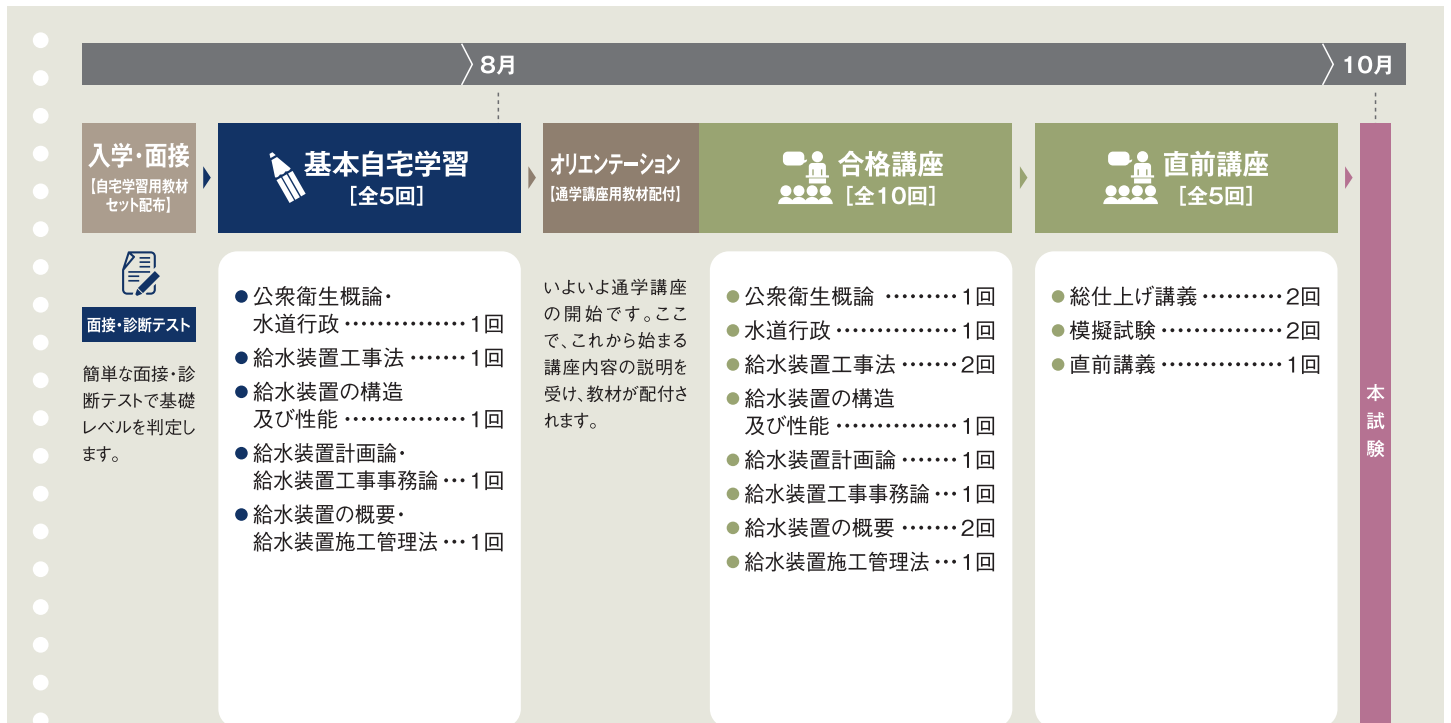 8月
10月
入学・面接
【自宅学習用教材
セット配布】
面接・診断テスト
簡単な面接・診
断テストで基礎
レベルを判定し
ます。
基本自宅学習
[全5回]
●公衆衛生概論・
水道行政……………1回
●給水装置工事法……1回
●給水装置の構造
及び性能……………1回
●給水装置計画論・
給水装置工事事務論…1回
●給水装置の概要・
給水装置施工管理法…1回
オリエンテーション
【通学講座用教材配付】
いよいよ通学講座
の開始です。ここ
で、これから始まる
講座内容の説明を
受け、教材が配付さ
れます。
合格講座
[全10回]
●公衆衛生概論………1回
●水道行政……………1回
●給水装置工事法……2回
●給水装置の構造
及び性能……………1回
●給水装置計画論……1回
●給水装置工事事務論…1回
●給水装置の概要……2回
●給水装置施工管理法…1回
直前講座
[全5回]
●総仕上げ講義………2回
●模擬試験……………2回
●直前講義……………1回
本試験